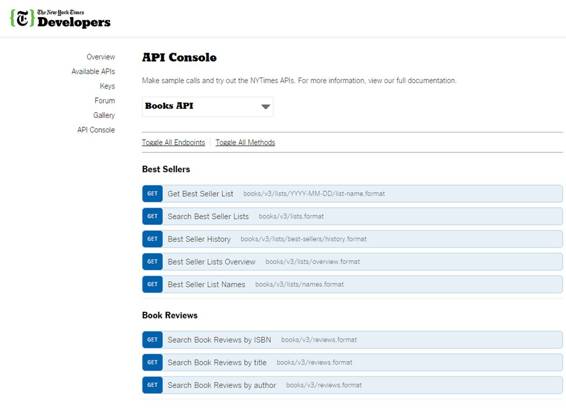 The New York Times
Developers
Overview
Available APIs
Keys
Forum
Gallery
API Console
API Console
Make sample calls and try out the NYTimes APIs. For more information, view our full documentation.
Books API
Toggle All Endpoints | Toggle All Methods
Best Sellers
GET Get Best Seller List books/v3/lists/YYYY-MM-DD/list-name.format
GET Search Best Seller Lists books/v3/lists.format
GET Best Seller History books/v3/lists/best-sellers/history.format
GET Best Seller Lists Overview books/v3/lists/overview.format
GET Best Seller List Names books/v3/lists/names.format
Book Reviews
GET Search Book Reviews by ISBN books/v3/reviews.format
GET Search Book Reviews by title books/v3/reviews.format
GET Search Book Reviews by author books/v3/reviews.format